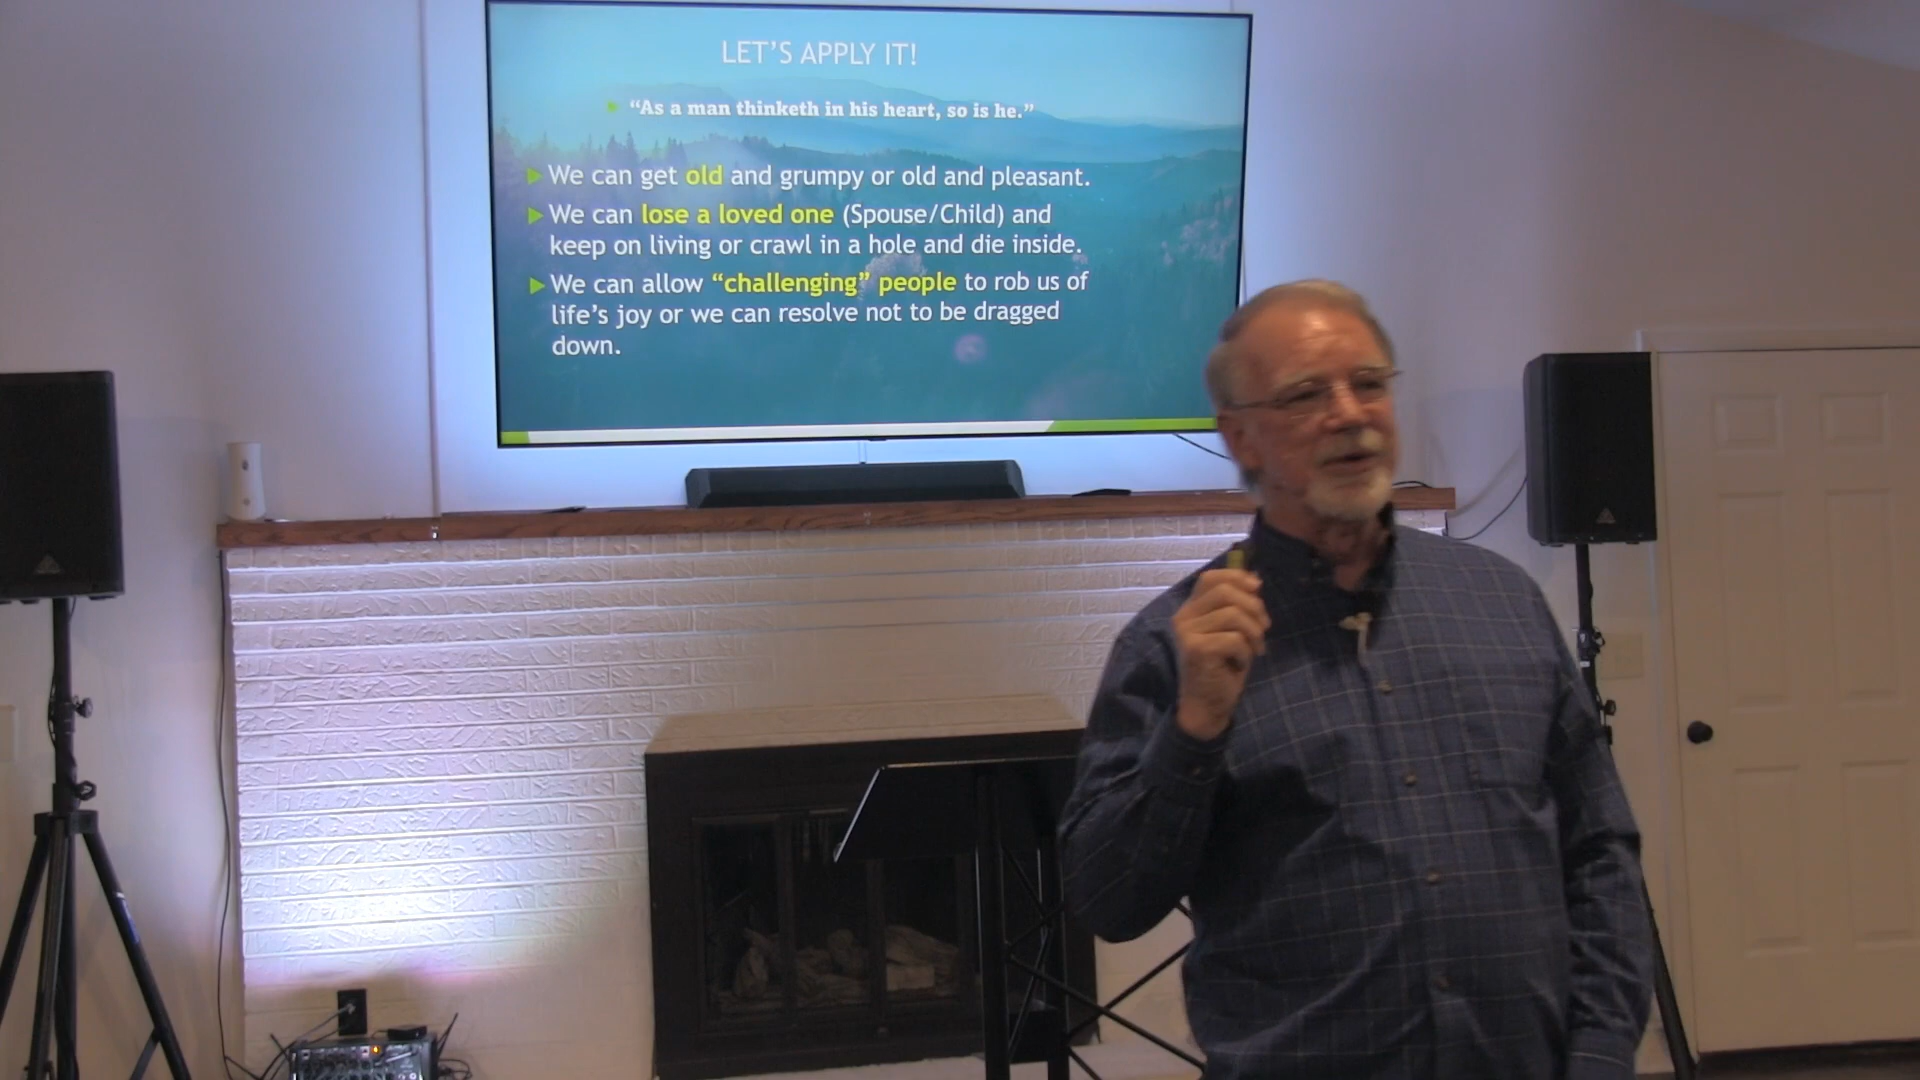 LET'S APPLY IT!
“As a man thinketh in his heart, so is he.”
We can get old and grumpy or old and pleasant.
We can lose a loved one (Spouse/Child) and
keep on living or crawl in a hole and die inside.
We can allow “challenging” people to rob us of
life’s joy or we can resolve not to be dragged
down.